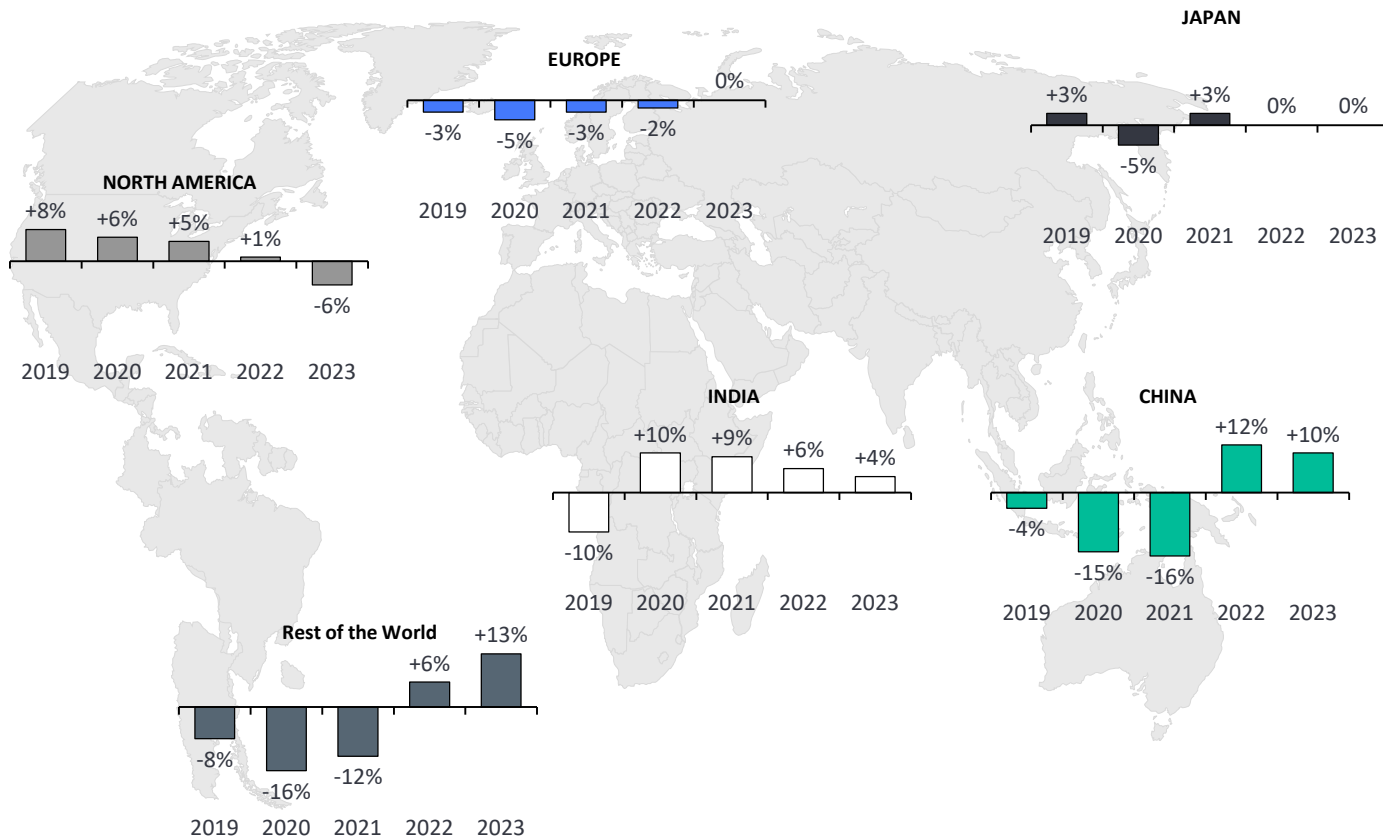 JAPAN
+3% +3% 0% 0%
-5%
2019 2020 2021 2022 2023
EUROPE
0%
-3% -5% -3% -2%
2019 2020 2021 2022 2023
NORTH AMERICA
+8% +6% +5% +1%
-6%
2019 2020 2021 2022 2023
INDIA
+10% +9% +6% +4%
-10%
2019 2020 2021 2022 2023
CHINA
+12% +10%
-4% -15% -16%
2019 2020 2021 2022 2023
Rest of the World
+6% +13%
-8% -16% -12%
2019 2020 2021 2022 2023